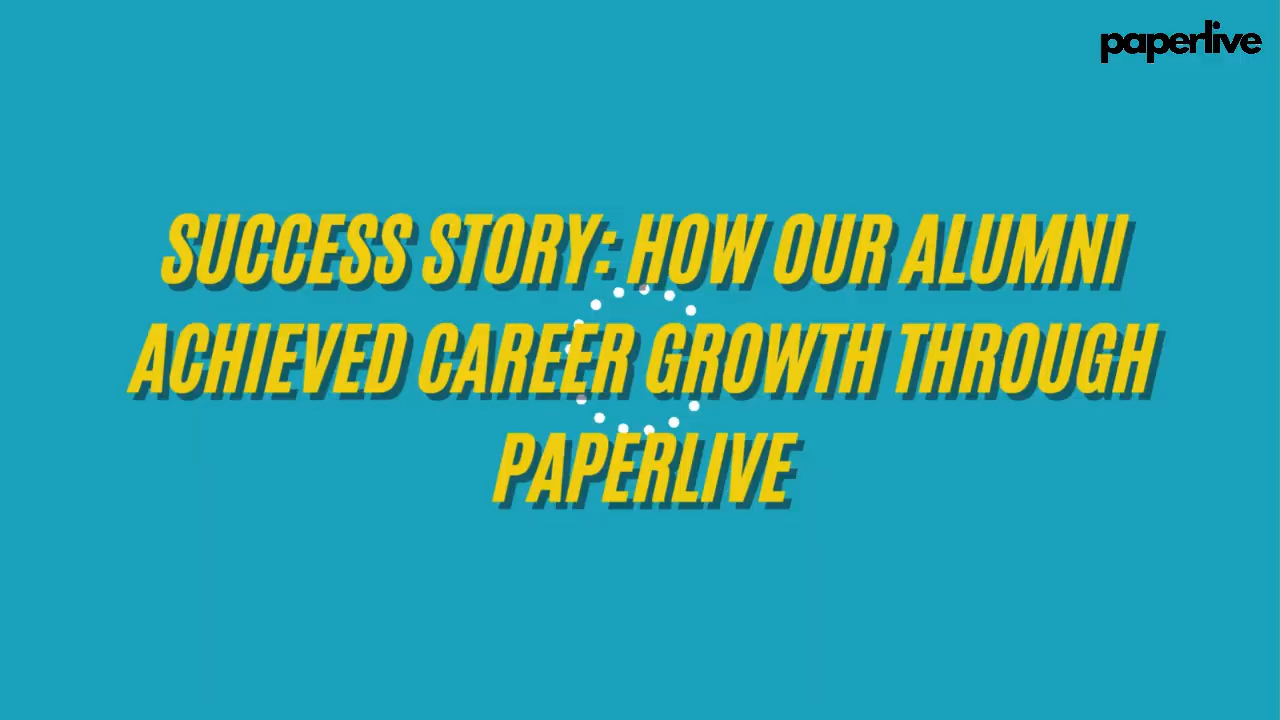 paperlive
SUCCESS STORY: HOW OUR ALUMNI
ACHIEVED CAREER GROWTH THROUGH
PAPERLIVE